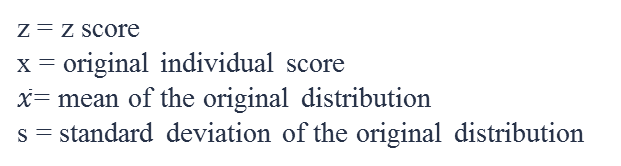 z = z score
x = original individual score
x̄= mean of the original distribution
s = standard deviation of the original distribution